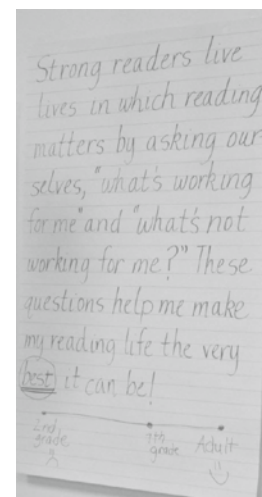 Strong readers live
lives in which reading
matters by asking our
selves, "what's working
for me" and "what's not
working for me?" These
questions help me make
my reading life the very
best it can be!
2nd grade
7th grade
Adult